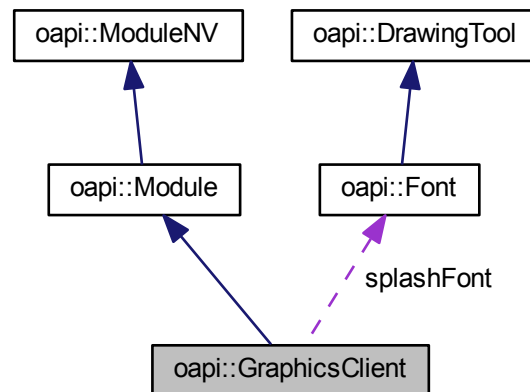 oapi::ModuleNV
oapi::DrawingTool
oapi::Module
oapi::Font
splashFont
oapi::GraphicsClient